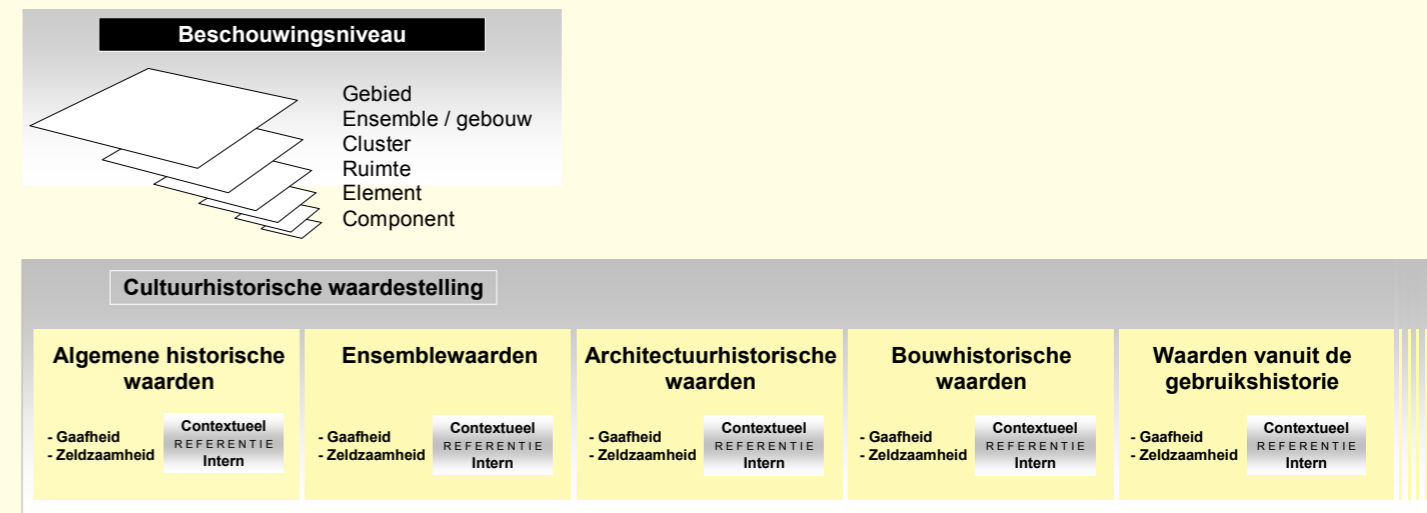 Beschouwingsniveau
Gebied
Ensemble / gebouw
Cluster
Ruimte
Element
Component
Cultuurhistorische waardestelling
Algemene historische
waarden
- Gaafheid
- Zeldzaamheid
Contextueel
REFERENTIE
Intern
Ensemblewaarden
- Gaafheid
- Zeldzaamheid
Contextueel
REFERENTIE
Intern
Architectuurhistorische
waarden
- Gaafheid
- Zeldzaamheid
Contextueel
REFERENTIE
Intern
Bouwhistorische
waarden
- Gaafheid
- Zeldzaamheid
Contextueel
REFERENTIE
Intern
Waarden vanuit de
gebruikshistorie
- Gaafheid
- Zeldzaamheid
Contextueel
REFERENTIE
Intern